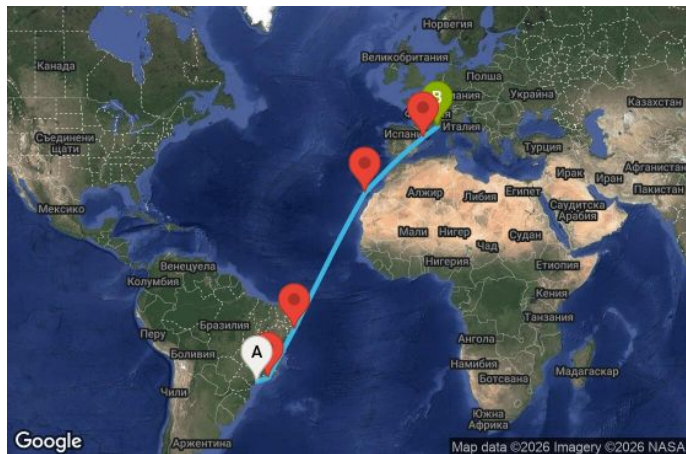 Норвегия
Канада
Великобритания
Полша
B
Украйна
Казахстан
Италия
Съединени
щати
Турция
Афганистан
Ирак
Иран
Пакистан
Алжир
Либия
Египет
Саудитска
Арабия
Мексико
Мали
Нигер
Судан
Чад
Венецуела
Нигерия
Етиопия
Колумбия
Кения
Бразилия
Танзания
Перу
A
Ангола
Боливия
Намибия
Мадагаскар
Ботсвана
Чили
Южна
Африка
Аржентина
Google
Map data ©2026 Imagery ©2026 NASA